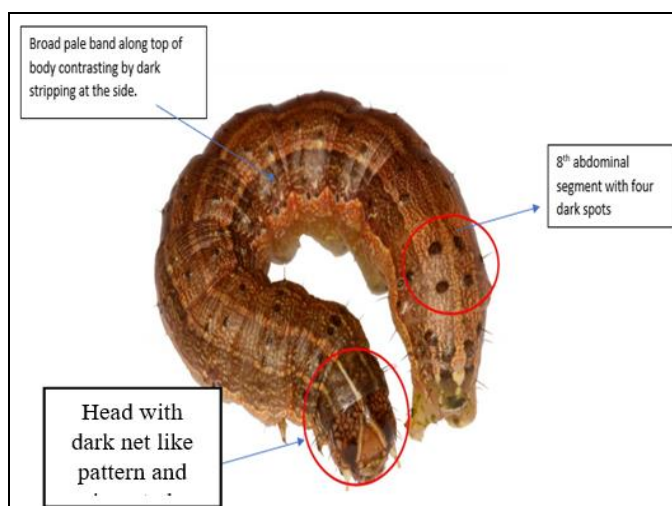 Broad pale band along top of
body contrasting by dark
stripping at the side.
8th abdominal
segment with four
dark spots
Head with
dark net like
pattern and